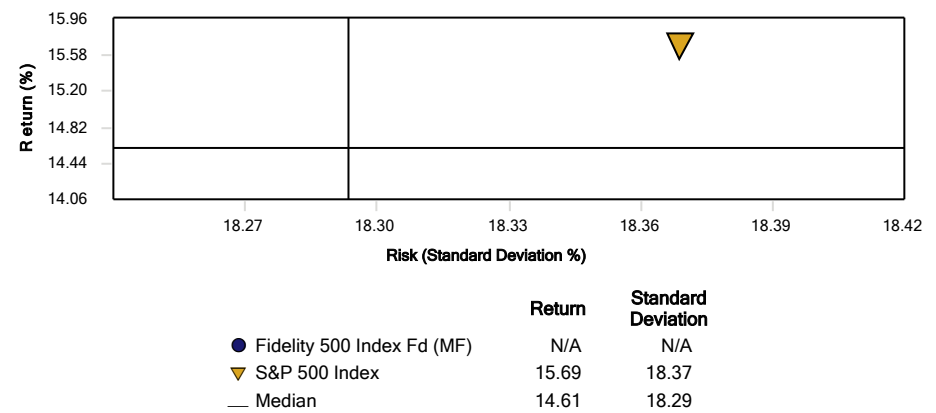 15.96
15.58
15.20
14.82
14.44
14.06
Return (%)
18.27 18.30 18.33 18.36 18.39 18.42
Risk (Standard Deviation %)
Return Standard Deviation
Fidelity 500 Index Fd (MF) N/A N/A
S&P 500 Index 15.69 18.37
Median 14.61 18.29